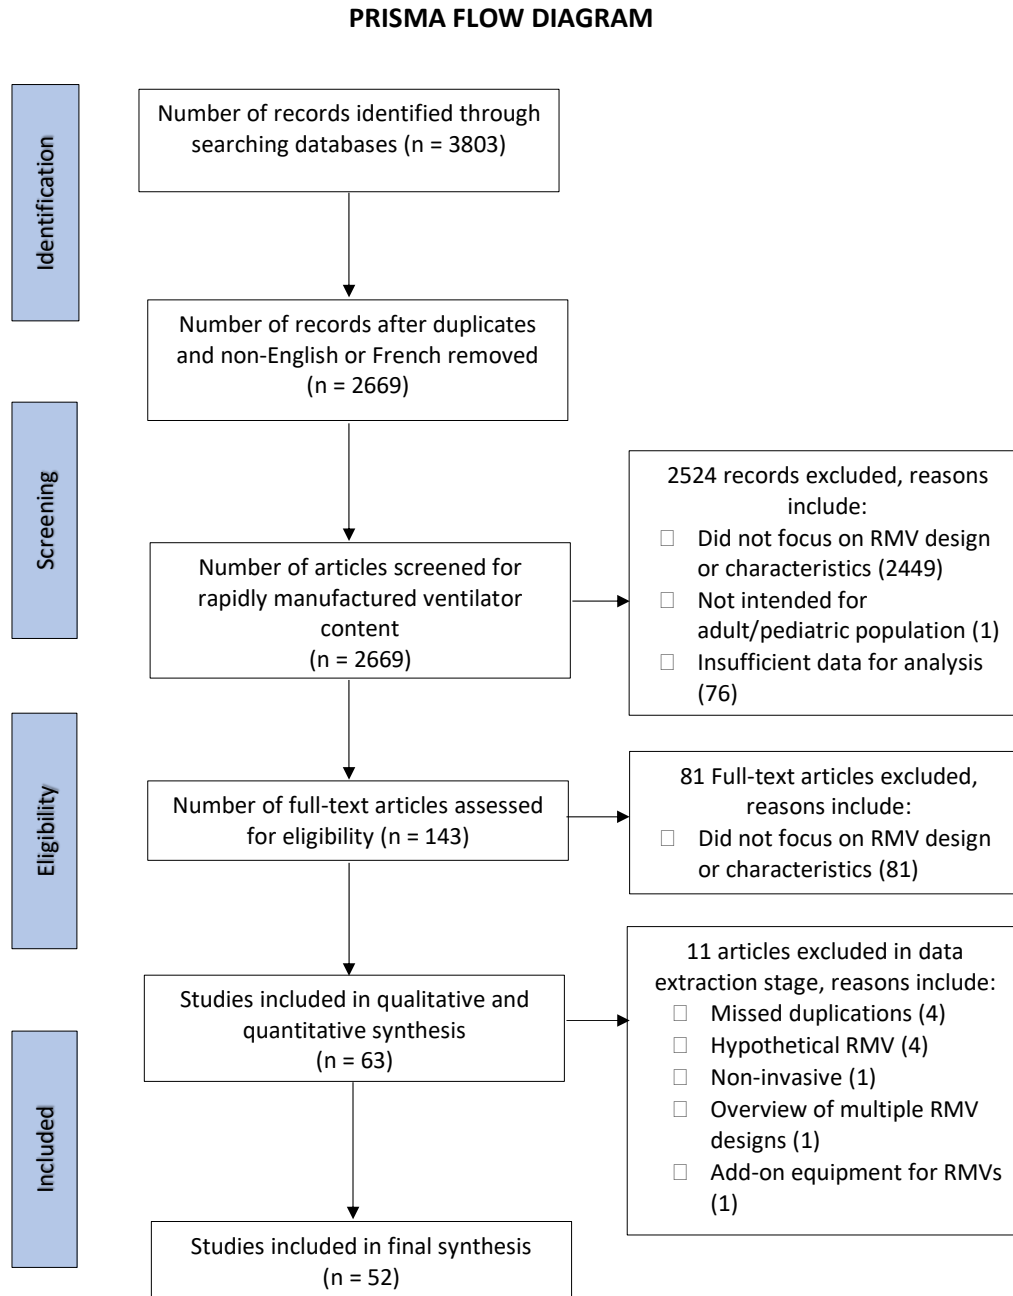 PRISMA FLOW DIAGRAM
Identification
Number of records identified through
searching databases (n = 3803)
Number of records after duplicates
and non-English or French removed
(n = 2669)
Screening
Number of articles screened for
rapidly manufactured ventilator
content
(n = 2669)
2524 records excluded, reasons
include:
Did not focus on RMV design
or characteristics (2449)
Not intended for
adult/pediatric population (1)
Insufficient data for analysis
(76)
Eligibility
Number of full-text articles assessed
for eligibility (n = 143)
81 Full-text articles excluded,
reasons include:
Did not focus on RMV design
or characteristics (81)
Studies included in qualitative and
quantitative synthesis
(n = 63)
11 articles excluded in data
extraction stage, reasons include:
Missed duplications (4)
Hypothetical RMV (4)
Non-invasive (1)
Overview of multiple RMV
designs (1)
Add-on equipment for RMVs
(1)
Included
Studies included in final synthesis
(n = 52)